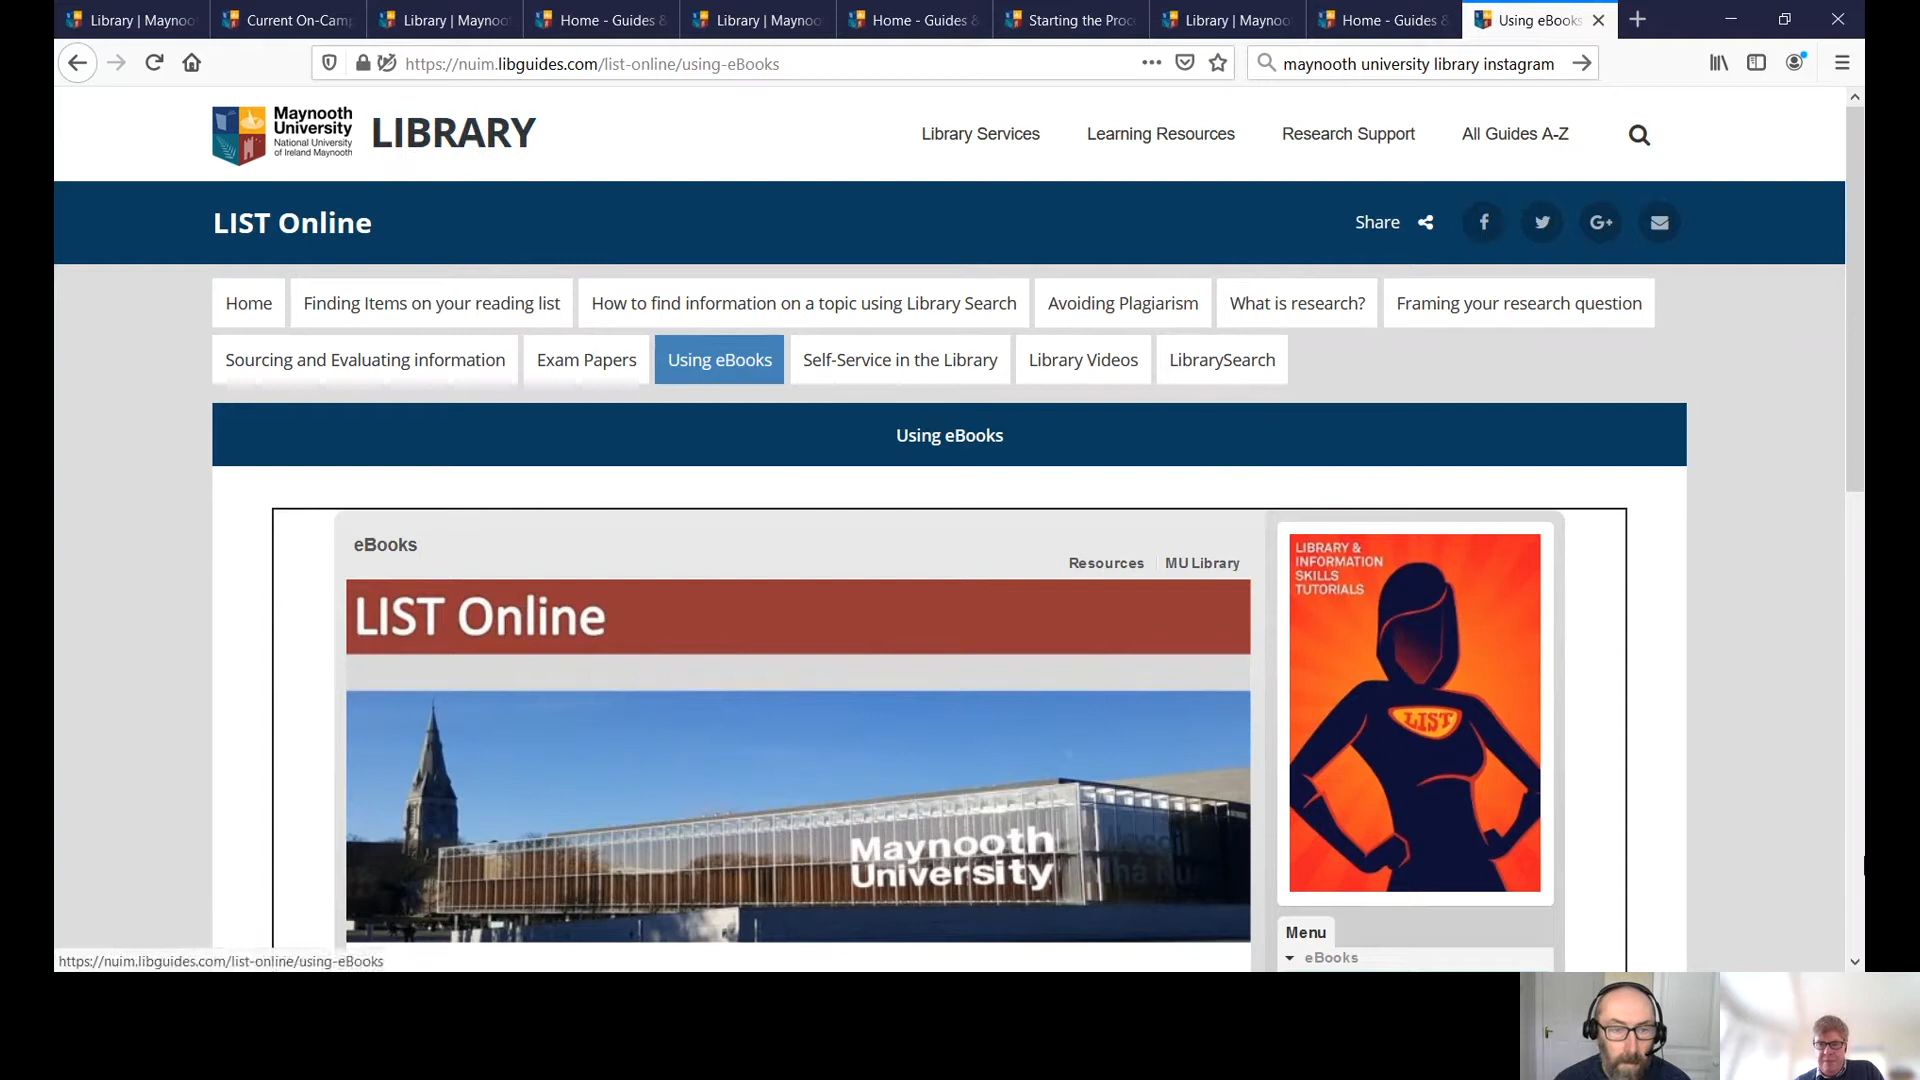 Library | Maynoo
Current On-Cam
Library | Maynoo
Home - Guides &
Library | Maynoo
Home - Guides &
Starting the Proc
Library | Maynoo
Home - Guides &
Using eBooks
https://nuim.libguides.com/list-online/using-eBooks
maynooth university library instagram
Maynooth
University
National University
of Ireland Maynooth
LIBRARY
Library Services
Learning Resources
Research Support
All Guides A-Z
LIST Online
Share
Home
Finding Items on your reading list
How to find information on a topic using Library Search
Avoiding Plagiarism
What is research?
Framing your research question
Sourcing and Evaluating information
Exam Papers
Using eBooks
Self-Service in the Library
Library Videos
LibrarySearch
Using eBooks
eBooks
Resources
MU Library
LIST Online
Maynooth
University
LIBRARY &
INFORMATION
SKILLS
TUTORIALS
LIST
Menu
eBooks
https://nuim.libguides.com/list-online/using-eBooks